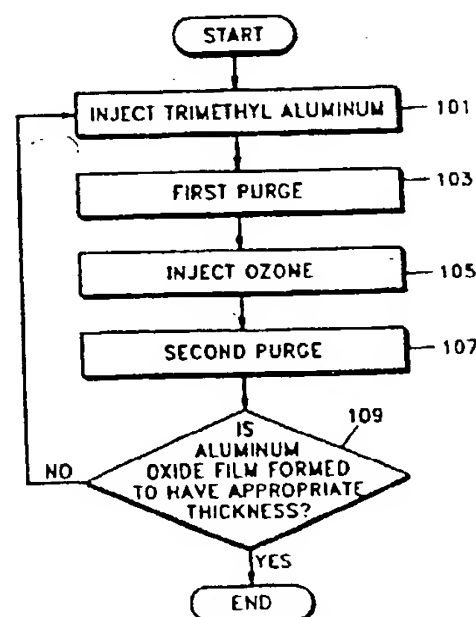 START
INJECT TRIMETHYL ALUMINUM
101
FIRST PURGE
103
INJECT OZONE
105
SECOND PURGE
107
109
IS
ALUMINUM
OXIDE FILM FORMED
TO HAVE APPROPRIATE
THICKNESS?
NO
YES
END